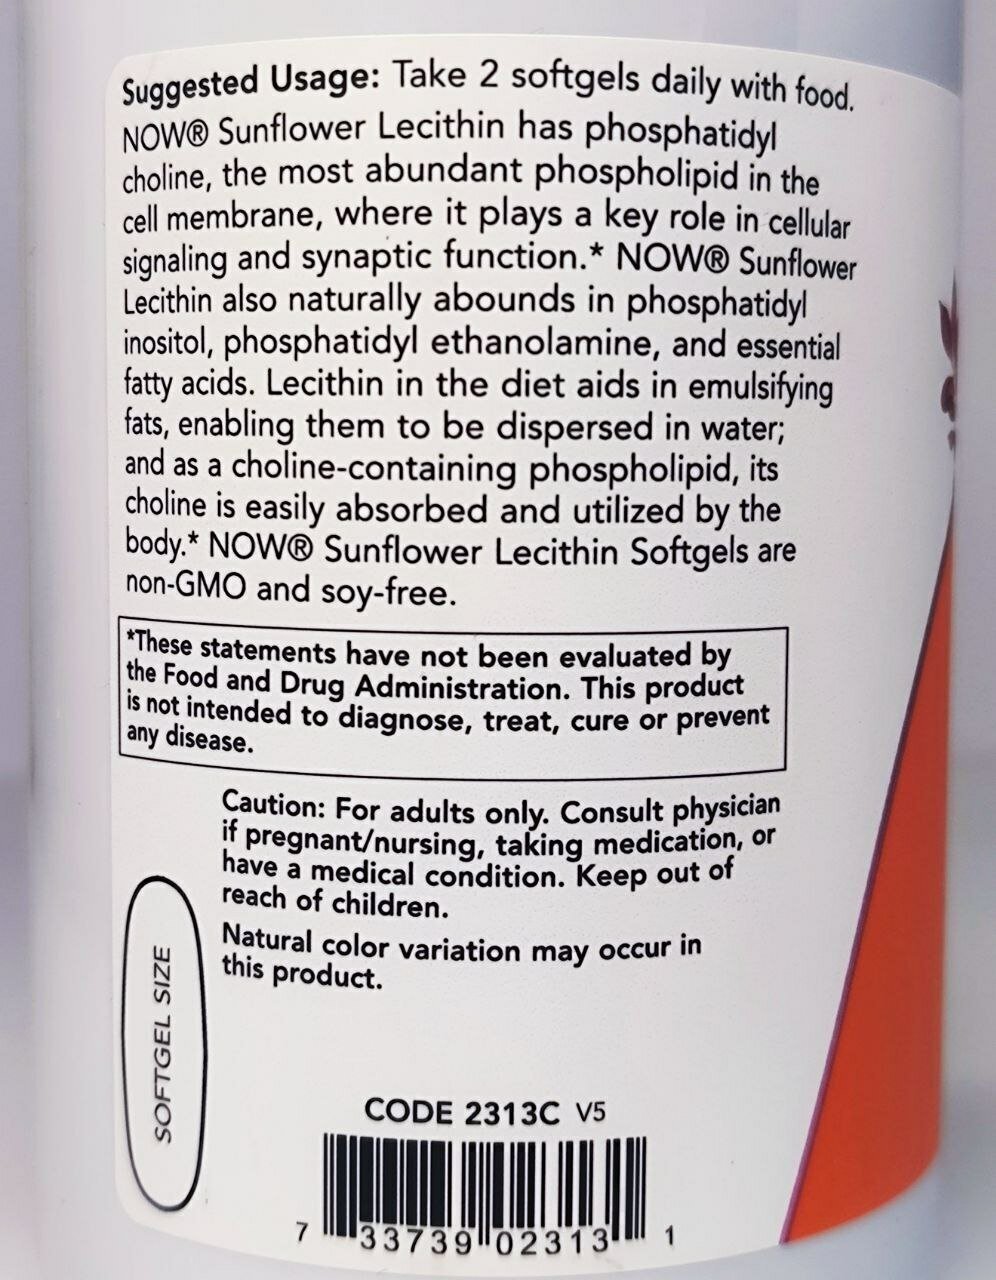 Suggested Usage: Take 2 softgels daily with food.
NOW® Sunflower Lecithin has phosphatidyl
choline, the most abundant phospholipid in the
cell membrane, where it plays a key role in cellular
signaling and synaptic function.* NOW® Sunflower
Lecithin also naturally abounds in phosphatidyl
inositol, phosphatidyl ethanolamine, and essential
fatty acids. Lecithin in the diet aids in emulsifying
fats, enabling them to be dispersed in water;
and as a choline-containing phospholipid, its
choline is easily absorbed and utilized by the
body.* NOW® Sunflower Lecithin Softgels are
non-GMO and soy-free.
*These statements have not been evaluated by
the Food and Drug Administration. This product
is not intended to diagnose, treat, cure or prevent
any disease.
Caution: For adults only. Consult physician
if pregnant/nursing, taking medication, or
have a medical condition. Keep out of
reach of children.
Natural color variation may occur in
this product.
SOFTGEL SIZE
CODE 2313C V5
7 33739 02313 1